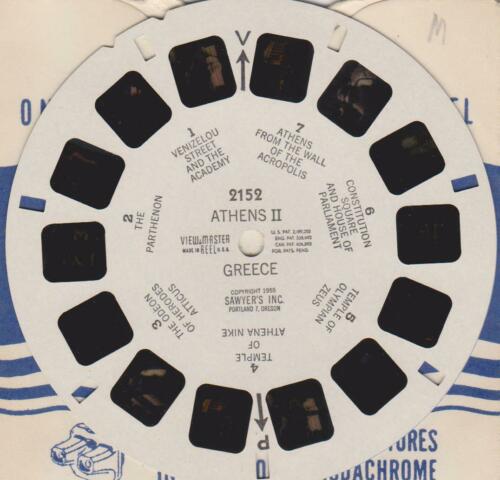 M
V
1
VENIZELOU
STREET
AND THE
ACADEMY
7
ATHENS
FROM THE WALL
OF THE
ACROPOLIS
2
THE
PARTHENON
2152
ATHENS II
6
CONSTITUTION
SQUARE
AND HOUSE OF
PARLIAMENT
VIEW-MASTER
MADE IN REEL U.S.A.
GREECE
COPYRIGHT 1955
SAWYER'S INC.
PORTLAND 7, OREGON
3
THE ODEON
OF HERODES
ATTICUS
5
TEMPLE OF
OLYMPIAN
ZEUS
4
TEMPLE
OF
ATHENA NIKE